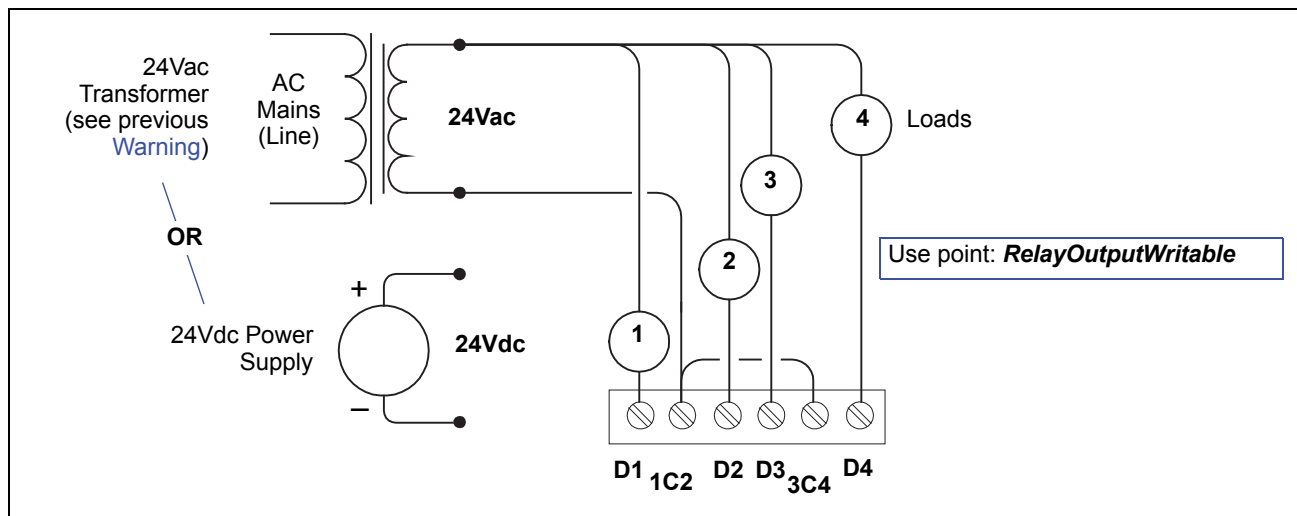 24Vac
Transformer
(see previous
Warning)
AC
Mains
(Line)
24Vac
OR
24Vdc Power
Supply
+
−
24Vdc
1
2
3
4
Loads
Use point: RelayOutputWritable
D1
1C2
D2
D3
3C4
D4